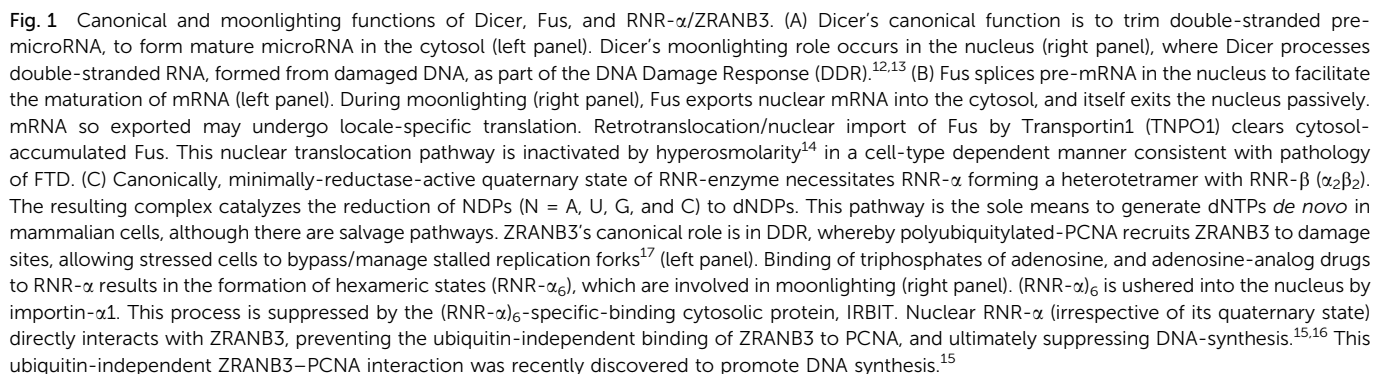 Fig. 1 Canonical and moonlighting functions of Dicer, Fus, and RNR-α/ZRANB3. (A) Dicer's canonical function is to trim double-stranded pre-
microRNA, to form mature microRNA in the cytosol (left panel). Dicer's moonlighting role occurs in the nucleus (right panel), where Dicer processes
double-stranded RNA, formed from damaged DNA, as part of the DNA Damage Response (DDR).¹²,¹³ (B) Fus splices pre-mRNA in the nucleus to facilitate
the maturation of mRNA (left panel). During moonlighting (right panel), Fus exports nuclear mRNA into the cytosol, and itself exits the nucleus passively.
mRNA so exported may undergo locale-specific translation. Retrotranslocation/nuclear import of Fus by Transportin1 (TNPO1) clears cytosol-
accumulated Fus. This nuclear translocation pathway is inactivated by hyperosmolarity¹⁴ in a cell-type dependent manner consistent with pathology
of FTD. (C) Canonically, minimally-reductase-active quaternary state of RNR-enzyme necessitates RNR-α forming a heterotetramer with RNR-β (α₂β₂).
The resulting complex catalyzes the reduction of NDPs (N = A, U, G, and C) to dNDPs. This pathway is the sole means to generate dNTPs de novo in
mammalian cells, although there are salvage pathways. ZRANB3's canonical role is in DDR, whereby polyubiquitylated-PCNA recruits ZRANB3 to damage
sites, allowing stressed cells to bypass/manage stalled replication forks¹⁷ (left panel). Binding of triphosphates of adenosine, and adenosine-analog drugs
to RNR-α results in the formation of hexameric states (RNR-α₆), which are involved in moonlighting (right panel). (RNR-α)₆ is ushered into the nucleus by
importin-α1. This process is suppressed by the (RNR-α)₆-specific-binding cytosolic protein, IRBIT. Nuclear RNR-α (irrespective of its quaternary state)
directly interacts with ZRANB3, preventing the ubiquitin-independent binding of ZRANB3 to PCNA, and ultimately suppressing DNA-synthesis.¹⁵,¹⁶ This
ubiquitin-independent ZRANB3–PCNA interaction was recently discovered to promote DNA synthesis.¹⁵